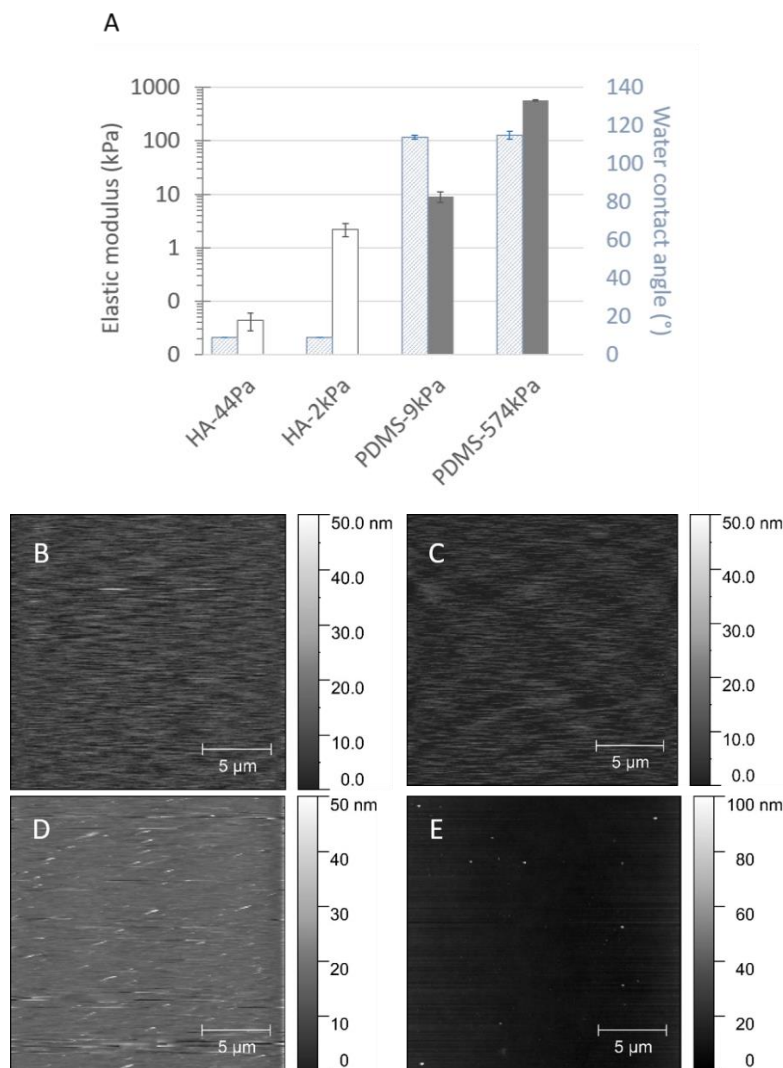 A
Elastic modulus (kPa)
1000
100
10
1
0
0
140
120
100
80
60
40
20
0
Water contact angle (°)
HA-44Pa
HA-2kPa
PDMS-9kPa
PDMS-574kPa
B
5 µm
50.0 nm
40.0
30.0
20.0
10.0
0.0
C
5 µm
50.0 nm
40.0
30.0
20.0
10.0
0.0
D
5 µm
50 nm
40
30
20
10
0
E
5 µm
100 nm
80
60
40
20
0